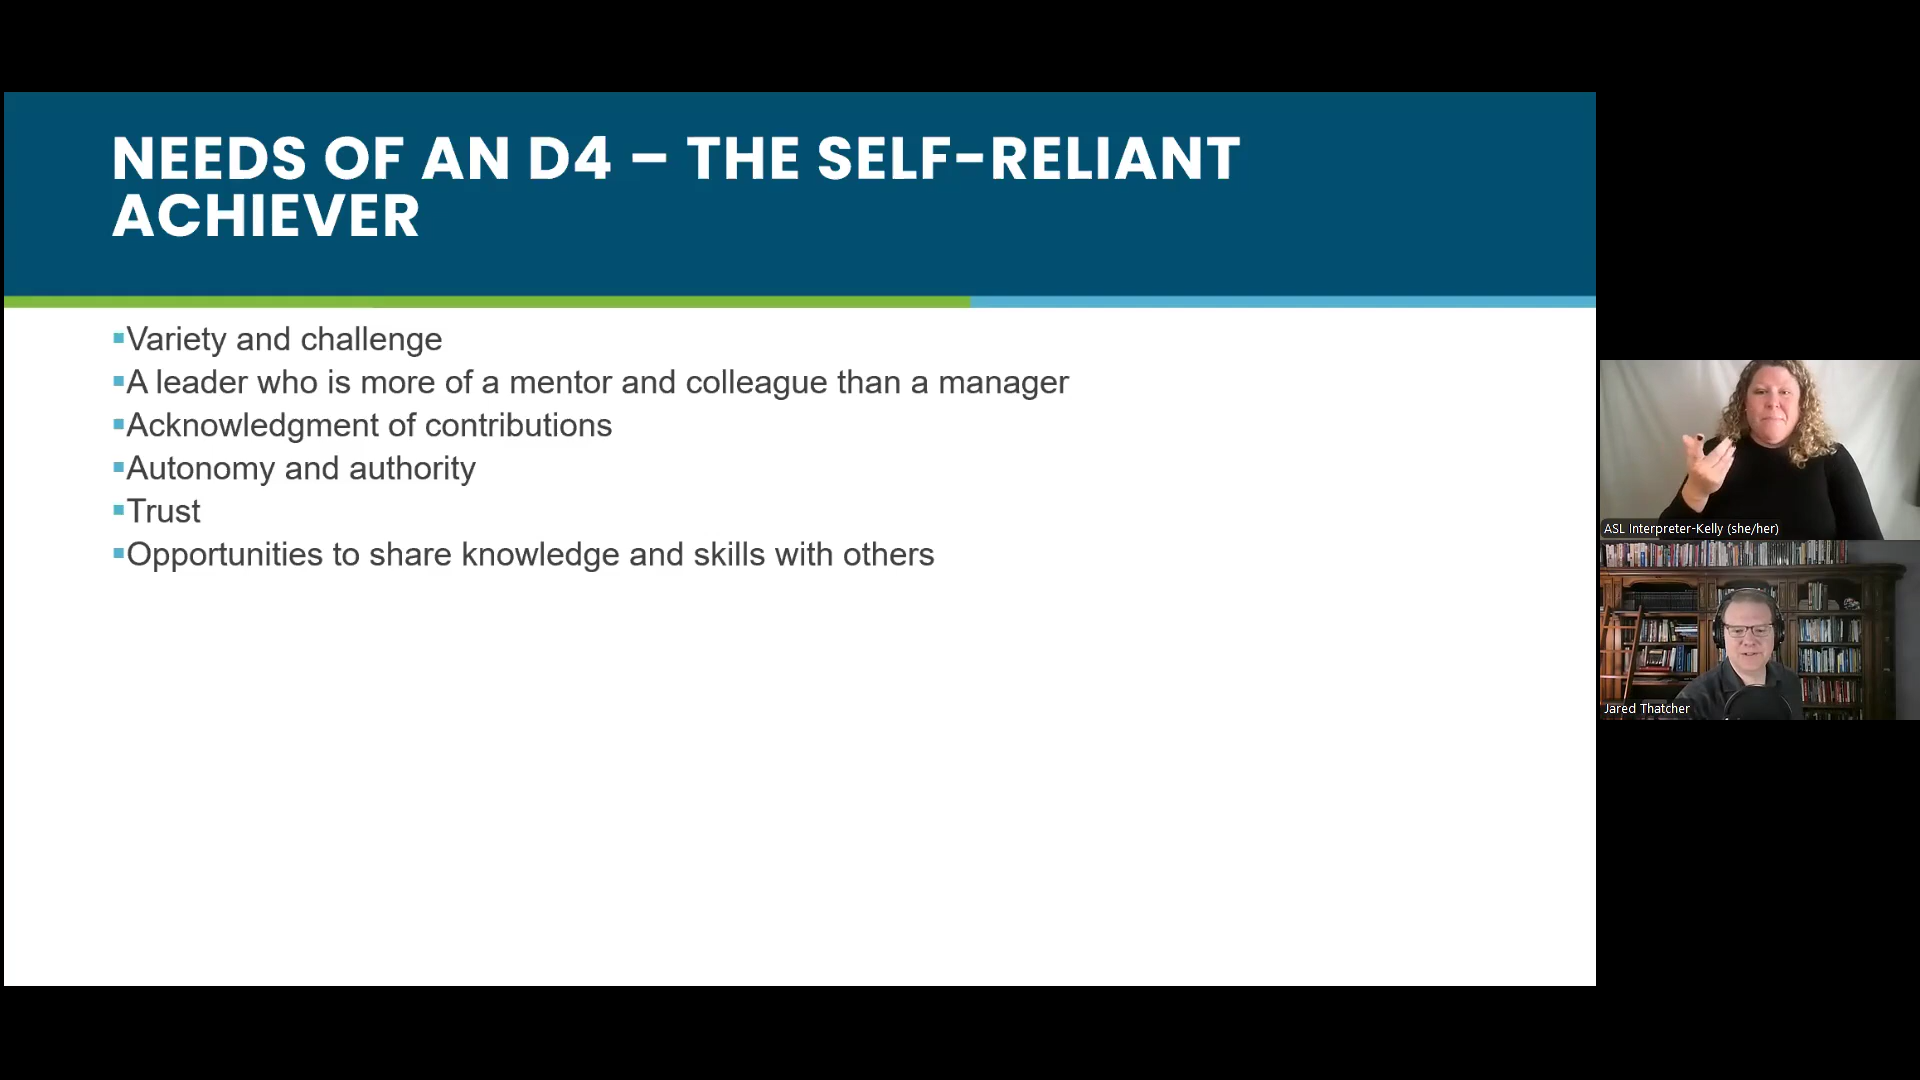 NEEDS OF AN D4 – THE SELF-RELIANT
ACHIEVER
▪Variety and challenge
▪A leader who is more of a mentor and colleague than a manager
▪Acknowledgment of contributions
▪Autonomy and authority
▪Trust
▪Opportunities to share knowledge and skills with others
ASL Interpreter-Kelly (she/her)
Jared Thatcher